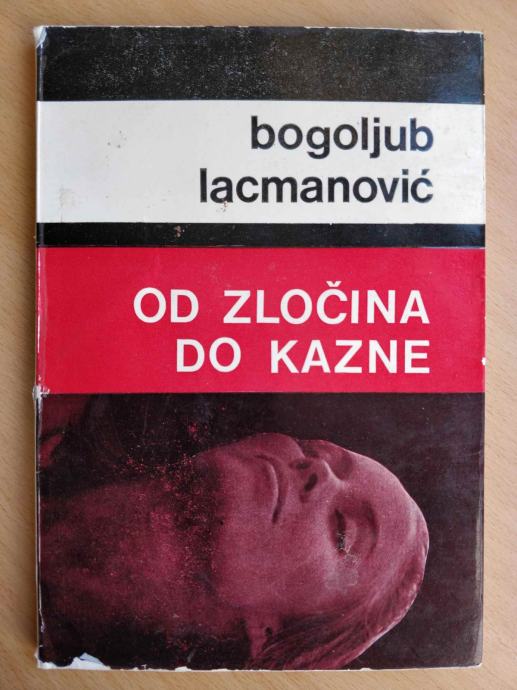 bogoljub
lacmanović
OD ZLOČINA
DO KAZNE